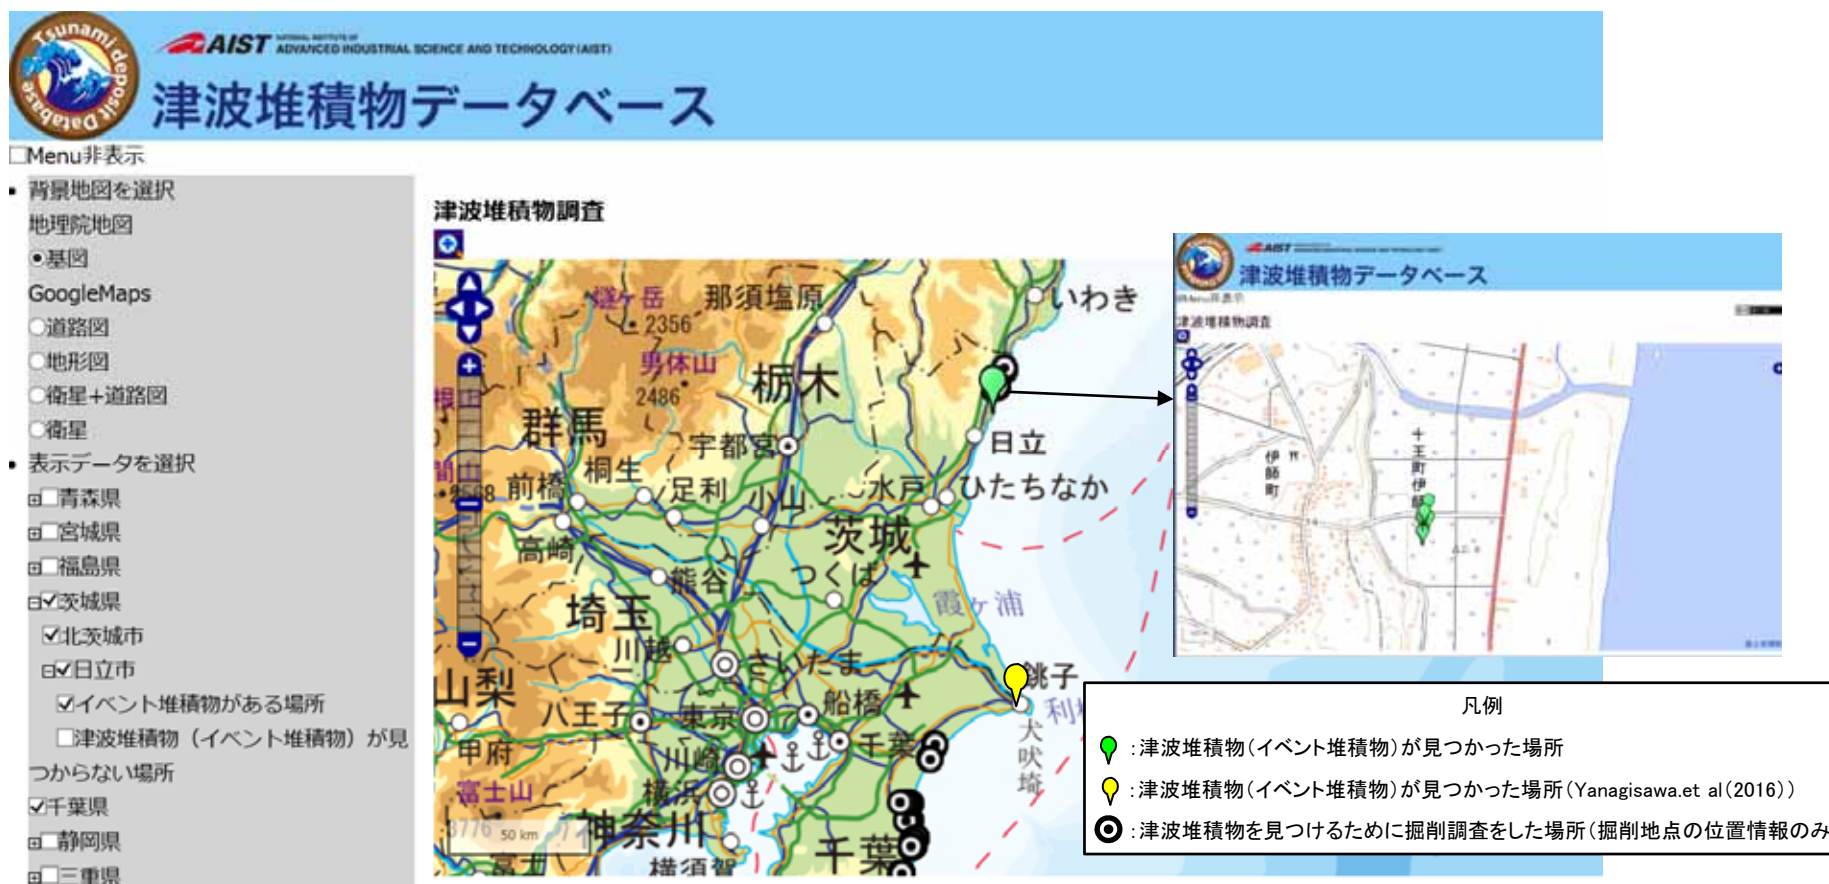 Tsunami deposit Database
AIST NATIONAL INSTITUTE OF
ADVANCED INDUSTRIAL SCIENCE AND TECHNOLOGY (AIST)
津波堆積物データベース
Menu非表示
背景地図を選択
地理院地図
基図
GoogleMaps
道路図
地形図
衛星+道路図
衛星
表示データを選択
青森県
宮城県
福島県
茨城県
北茨城市
日立市
イベント堆積物がある場所
津波堆積物（イベント堆積物）が見
つからない場所
千葉県
静岡県
三重県
津波堆積物調査
燧ヶ岳
那須塩原
いわき
2356
男体山
2486
栃木
群馬
宇都宮
日立
桐生
前橋
足利
小山
水戸
ひたちなか
高崎
茨城
熊谷
つくば
霞ヶ浦
埼玉
川越
さいたま
銚子
山梨
八王子
東京
船橋
犬吠埼
甲府
川崎
千葉
富士山
横浜
3776
50 km
神奈川
横須賀
千葉
富士
AIST
津波堆積物データベース
Menu非表示
津波堆積物調査
伊師町
十王町伊師
凡例
:津波堆積物(イベント堆積物)が見つかった場所
:津波堆積物(イベント堆積物)が見つかった場所(Yanagisawa.et al(2016))
:津波堆積物を見つけるために掘削調査をした場所(掘削地点の位置情報のみ